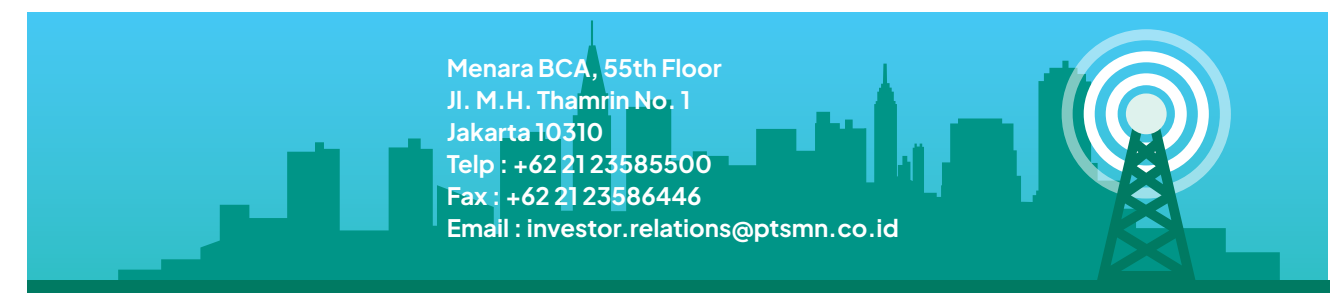 Menara BCA, 55th Floor
Jl. M.H. Thamrin No. 1
Jakarta 10310
Telp : +62 21 23585500
Fax : +62 21 23586446
Email : investor.relations@ptsmn.co.id